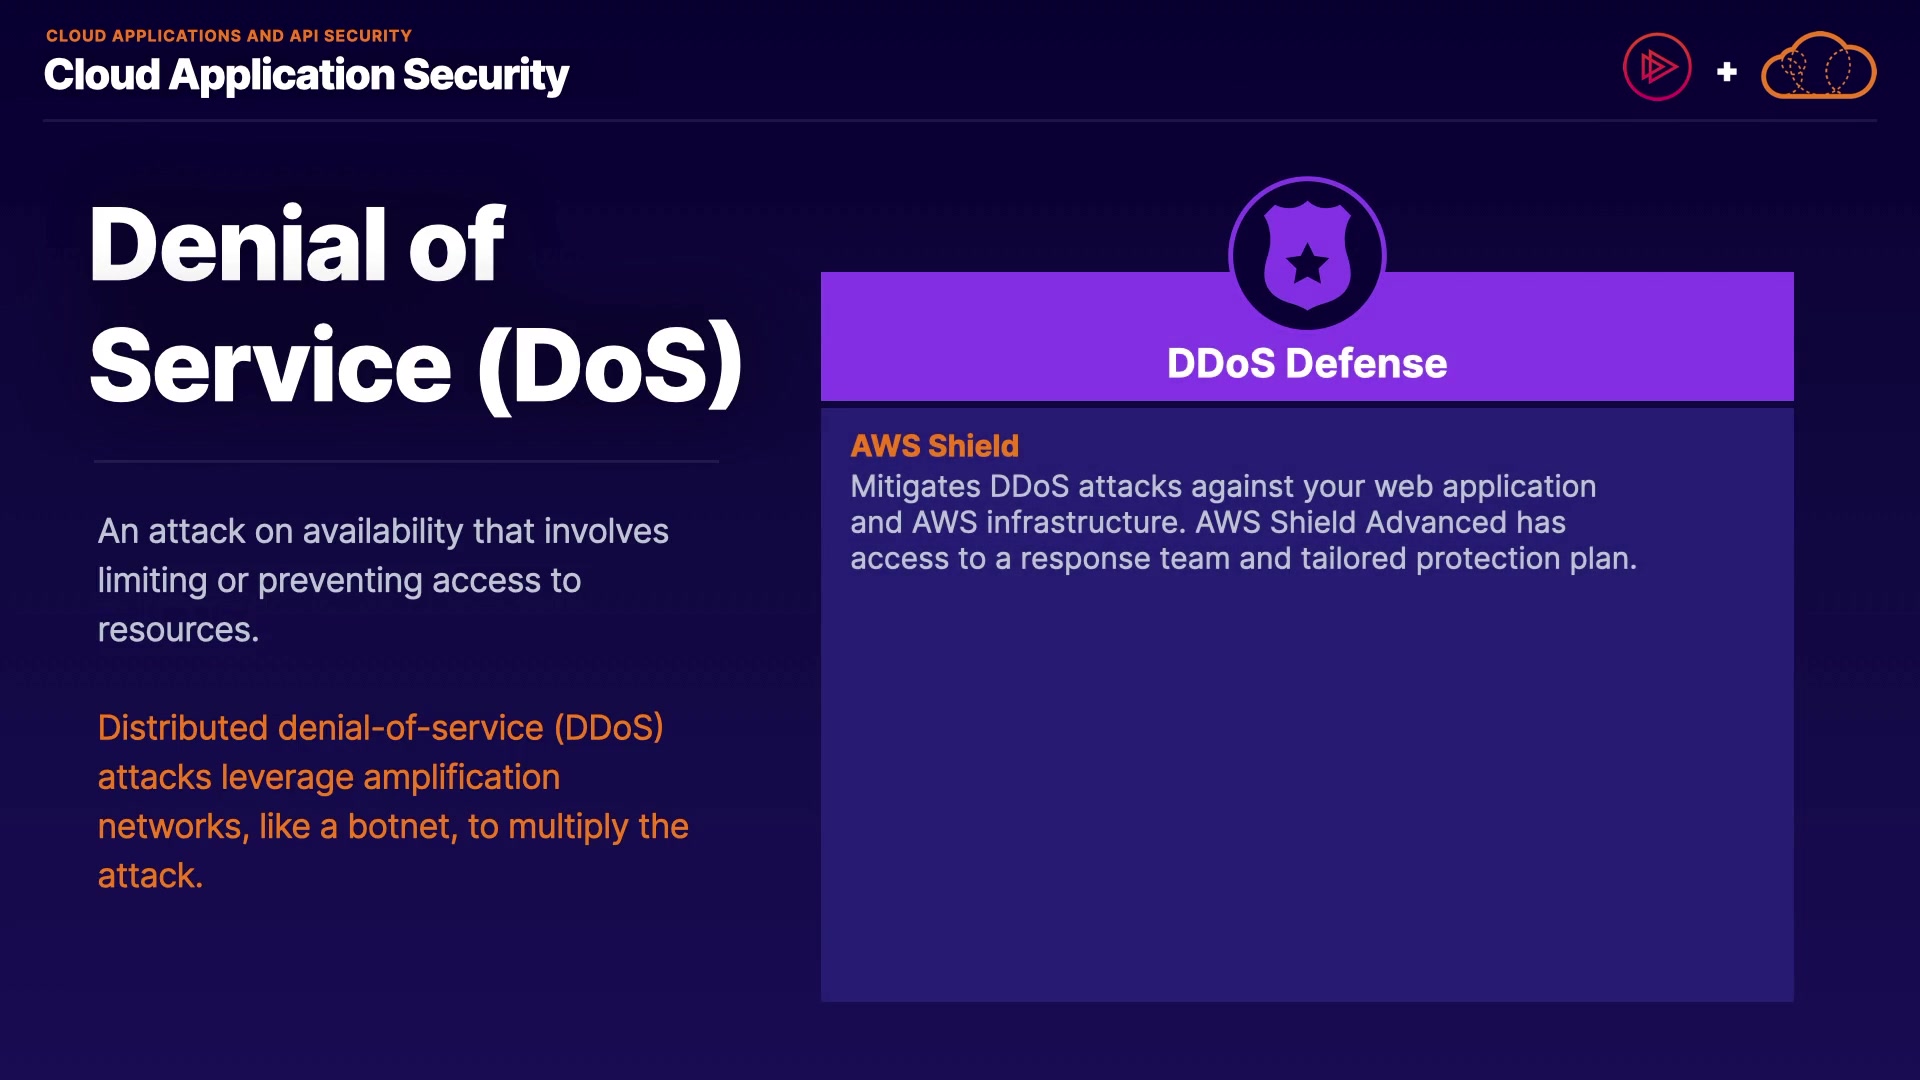 CLOUD APPLICATIONS AND API SECURITY
Cloud Application Security
+
Denial of
Service (DoS)
An attack on availability that involves
limiting or preventing access to
resources.
Distributed denial-of-service (DDoS)
attacks leverage amplification
networks, like a botnet, to multiply the
attack.
DDoS Defense
AWS Shield
Mitigates DDoS attacks against your web application
and AWS infrastructure. AWS Shield Advanced has
access to a response team and tailored protection plan.